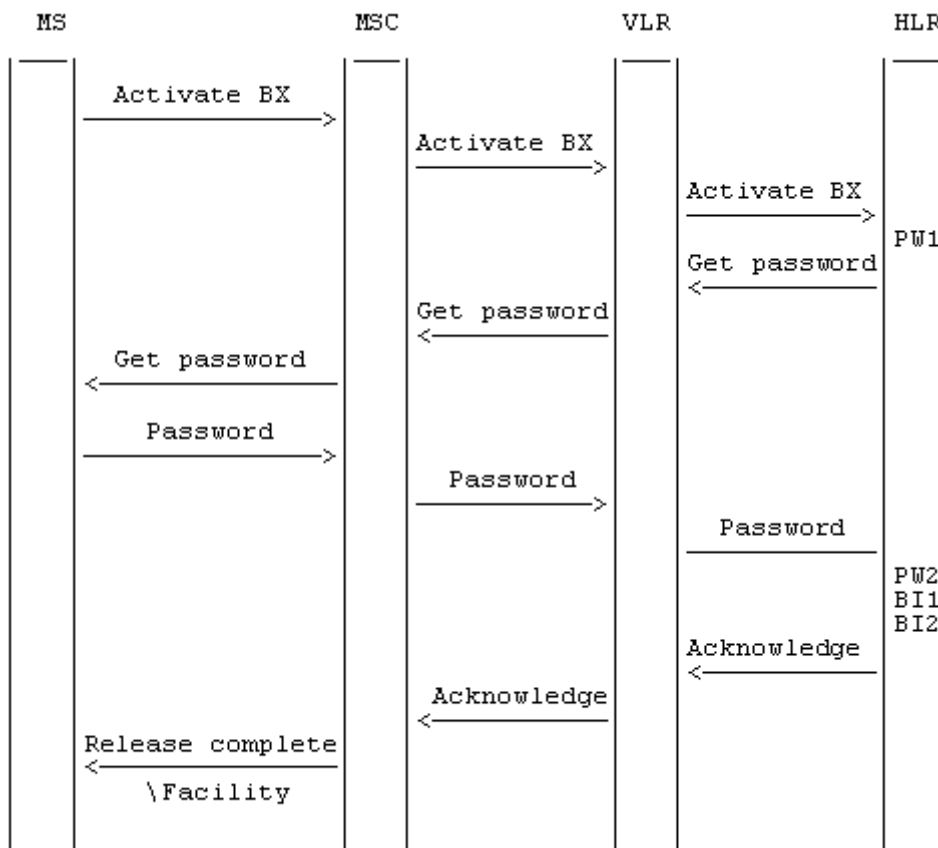 MS MSC VLR HLR
Activate BX
Activate BX
Activate BX
PW1
Get password
Get password
Get password
Password
Password
Password
PW2
BI1
BI2
Acknowledge
Acknowledge
Release complete
\Facility